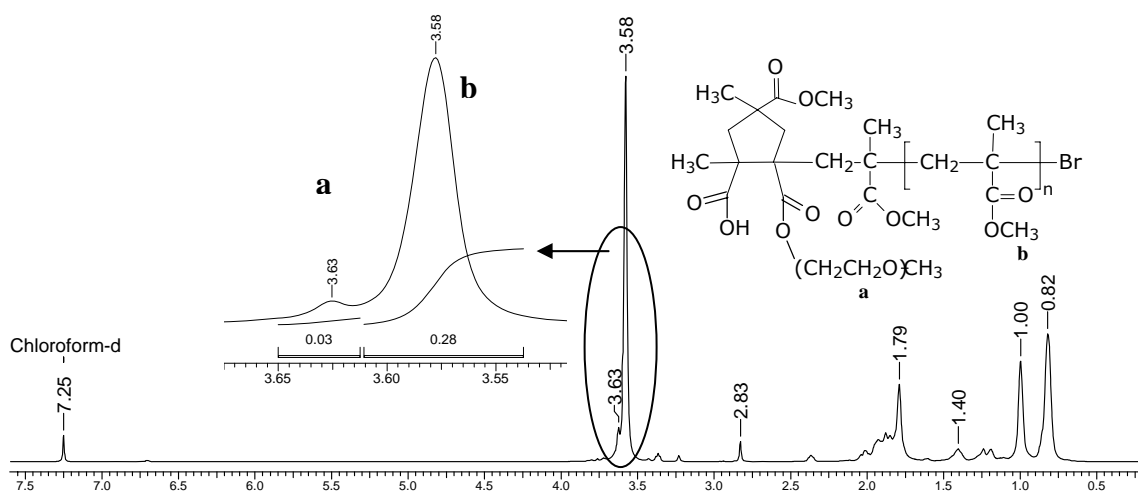 3.58
b
a
3.63
0.03
0.28
3.65
3.60
3.55
3.58
O
H3C
OCH3
CH3
CH3
H3C
CH2
C
CH2
C
Br
n
O
OH
O
O
O
OCH3
C
C=O
OCH3
b
(CH2CH2O)CH3
a
Chloroform-d
7.25
3.63
2.83
1.79
1.40
1.00
0.82
7.5 7.0 6.5 6.0 5.5 5.0 4.5 4.0 3.5 3.0 2.5 2.0 1.5 1.0 0.5